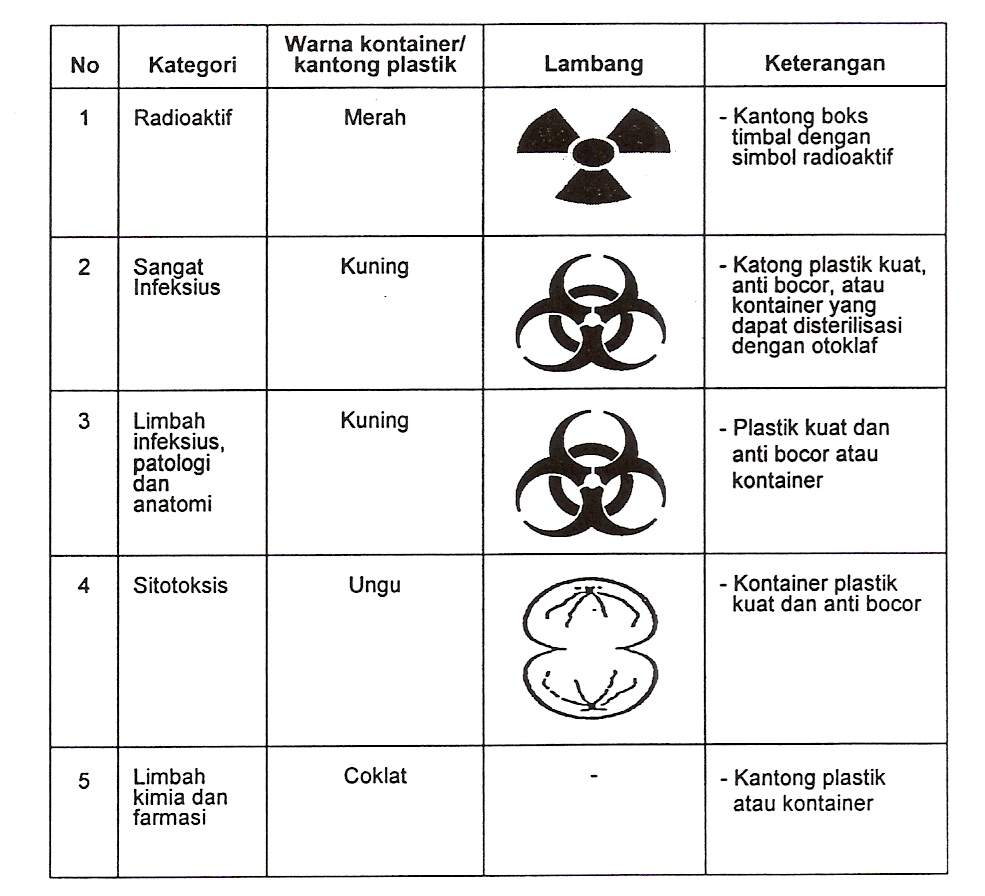 No
Kategori
Warna kontainer/
kantong plastik
Lambang
Keterangan
1
Radioaktif
Merah
- Kantong boks
timbal dengan
simbol radioaktif
2
Sangat
Infeksius
Kuning
- Katong plastik kuat,
anti bocor, atau
kontainer yang
dapat disterilisasi
dengan otoklaf
3
Limbah
infeksius,
patologi
dan
anatomi
Kuning
- Plastik kuat dan
anti bocor atau
kontainer
4
Sitotoksis
Ungu
- Kontainer plastik
kuat dan anti bocor
5
Limbah
kimia dan
farmasi
Coklat
-
- Kantong plastik
atau kontainer